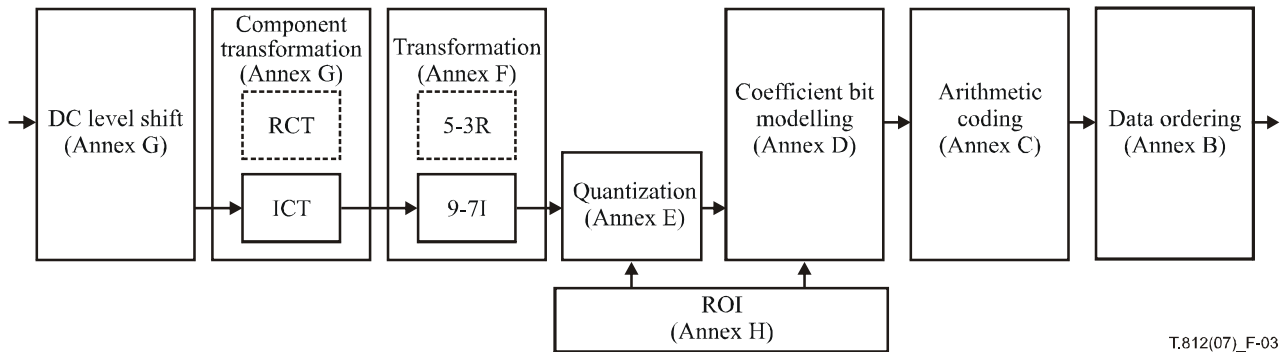 DC level shift
(Annex G)
Component
transformation
(Annex G)
RCT
ICT
Transformation
(Annex F)
5-3R
9-7I
Quantization
(Annex E)
Coefficient bit
modelling
(Annex D)
Arithmetic
coding
(Annex C)
Data ordering
(Annex B)
ROI
(Annex H)
T.812(07)_F-03